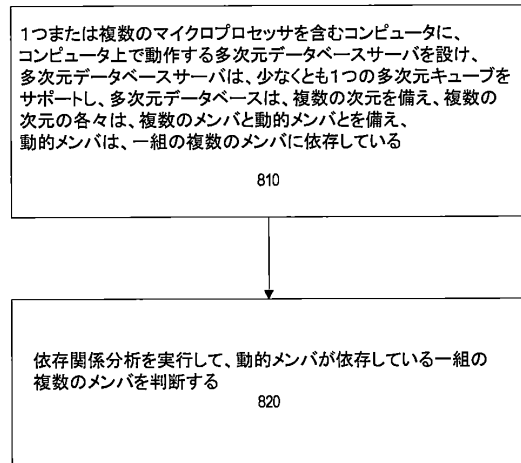 1つまたは複数のマイクロプロセッサを含むコンピュータに、
コンピュータ上で動作する多次元データベースサーバを設け、
多次元データベースサーバは、少なくとも1つの多次元キューブを
サポートし、多次元データベースは、複数の次元を備え、複数の
次元の各々は、複数のメンバと動的メンバとを備え、
動的メンバは、一組の複数のメンバに依存している
810
依存関係分析を実行して、動的メンバが依存している一組の
複数のメンバを判断する
820